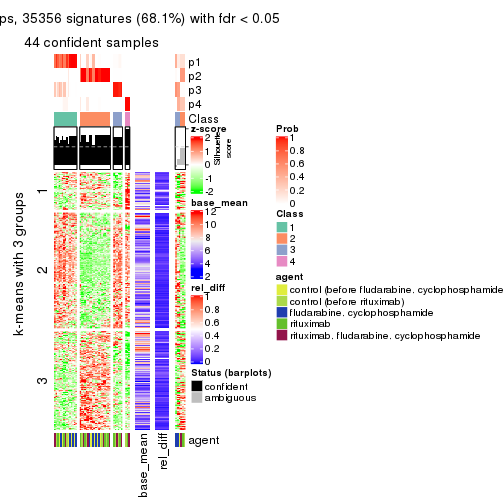 ps, 35356 signatures (68.1%) with fdr < 0.05
44 confident samples
p1
p2
p3
p4
Class
z-score
2
1
0
-1
-2
Silhouette score
1
2
3
k-means with 3 groups
base_mean
12
10
8
6
4
2
rel_diff
1
0.8
0.6
0.4
0.2
0
Status (barplots)
confident
ambiguous
agent
base_mean
rel_diff
Prob
1
0.8
0.6
0.4
0.2
0
Class
1
2
3
4
agent
control (before fludarabine, cyclophosphamide
control (before rituximab)
fludarabine, cyclophosphamide
rituximab
rituximab, fludarabine, cyclophosphamide